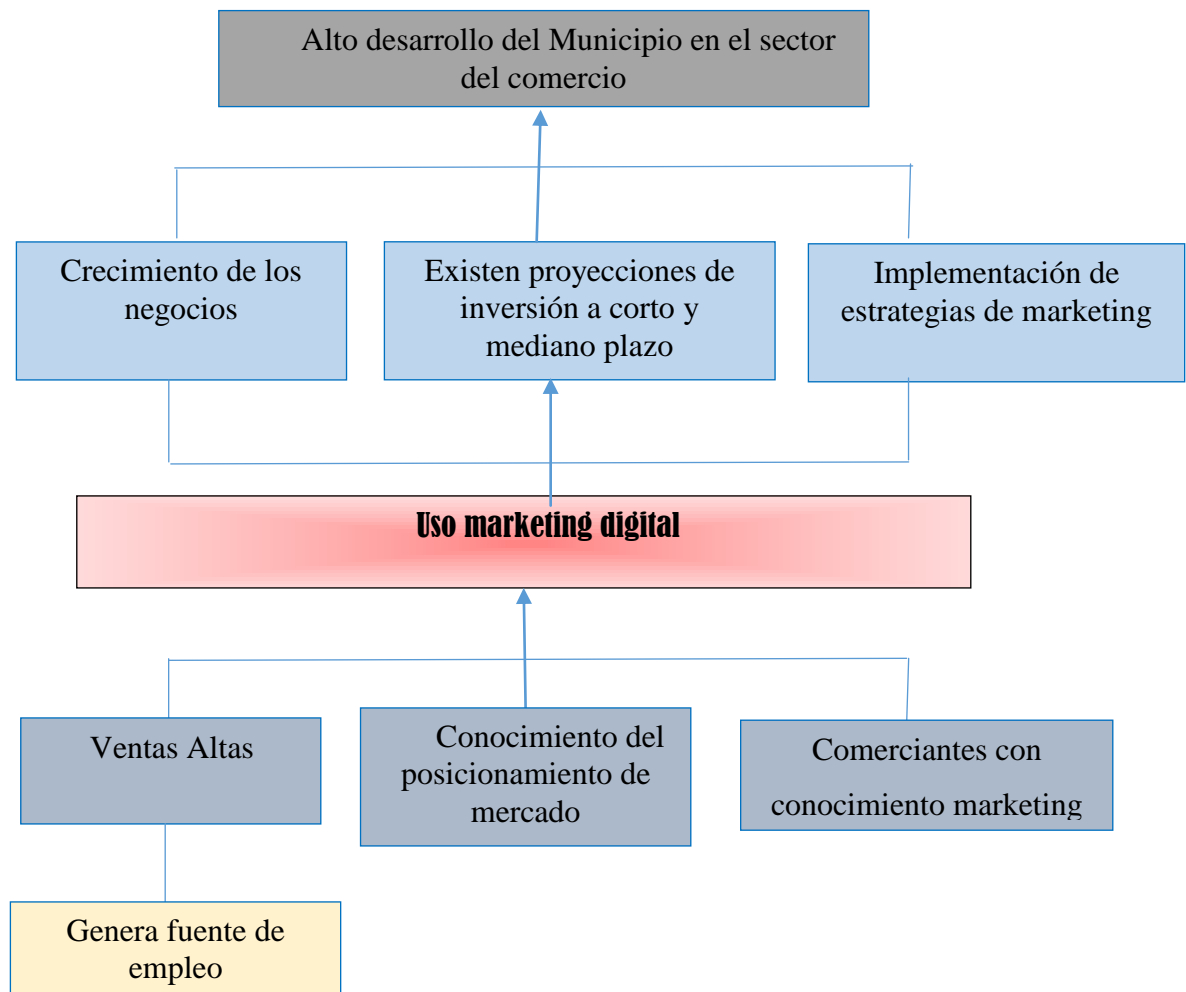 Alto desarrollo del Municipio en el sector
del comercio
Crecimiento de los
negocios
Existen proyecciones de
inversión a corto y
mediano plazo
Implementación de
estrategias de marketing
Uso marketing digital
Ventas Altas
Conocimiento del
posicionamiento de
mercado
Comerciantes con
conocimiento marketing
Genera fuente de
empleo